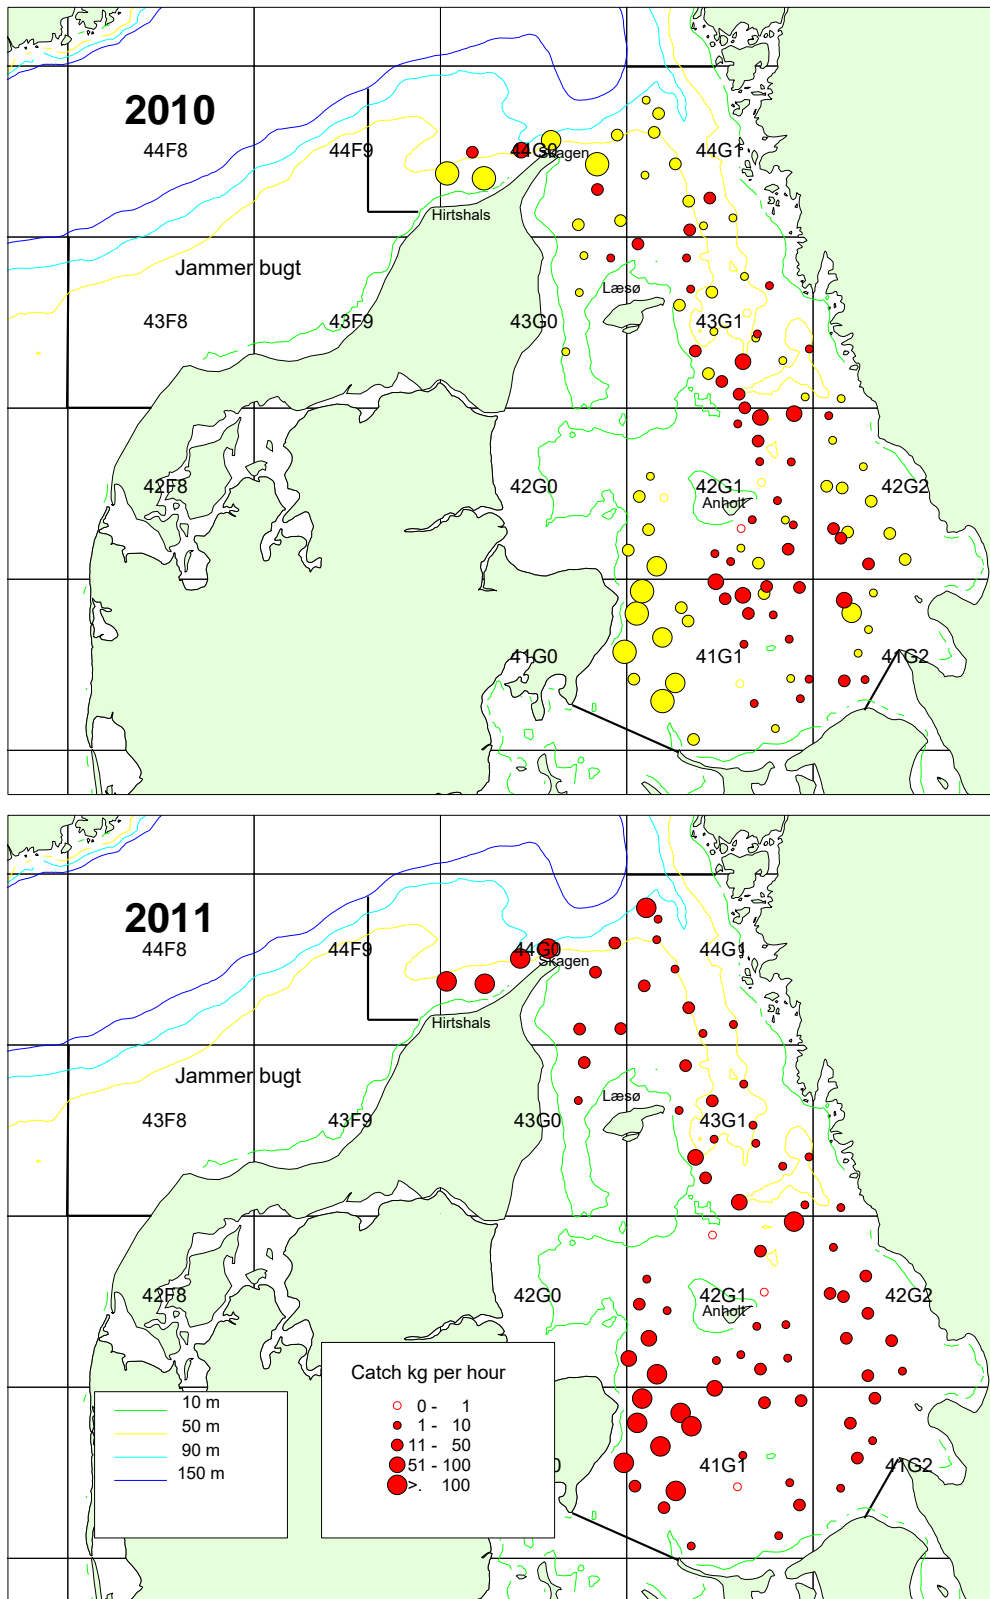 2010
44F8
44F9
44G0
Skagen
44G1
Hirtshals
Jammer bugt
Læsø
43F8
43F9
43G0
43G1
42F8
42G0
42G1
42G2
Anholt
41G0
41G1
41G2
2011
44F8
44F9
44G0
Skagen
44G1
Hirtshals
Jammer bugt
Læsø
43F8
43F9
43G0
43G1
42F8
42G0
42G1
42G2
Anholt
Catch kg per hour
0 - 1
1 - 10
11 - 50
51 - 100
>. 100
10 m
50 m
90 m
150 m
0
41G1
41G2